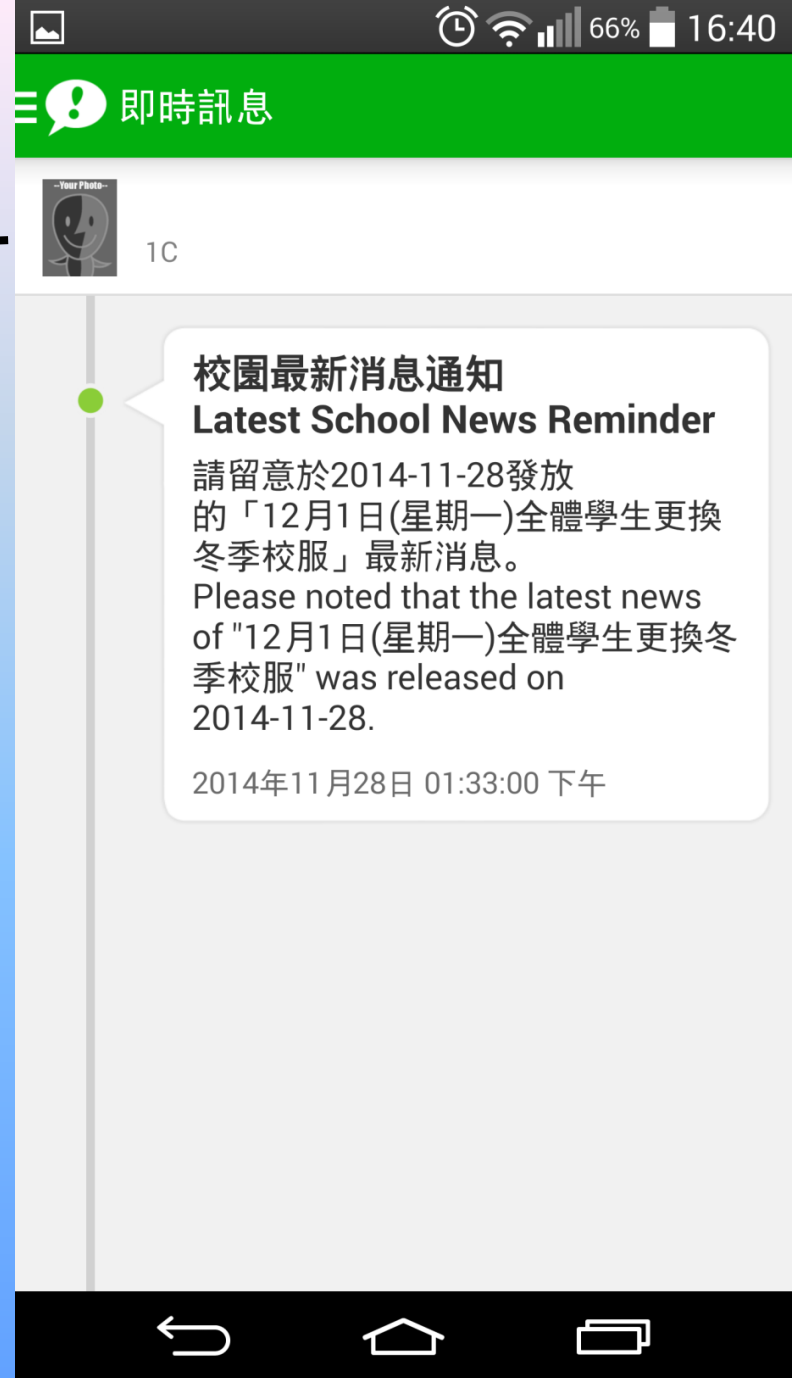 66% 16:40
即時訊息
--Your Photo--
1C
校園最新消息通知
Latest School News Reminder
請留意於2014-11-28發放
的「12月1日(星期一)全體學生更換
冬季校服」最新消息。
Please noted that the latest news
of "12月1日(星期一)全體學生更換冬
季校服" was released on
2014-11-28.
2014年11月28日 01:33:00 下午